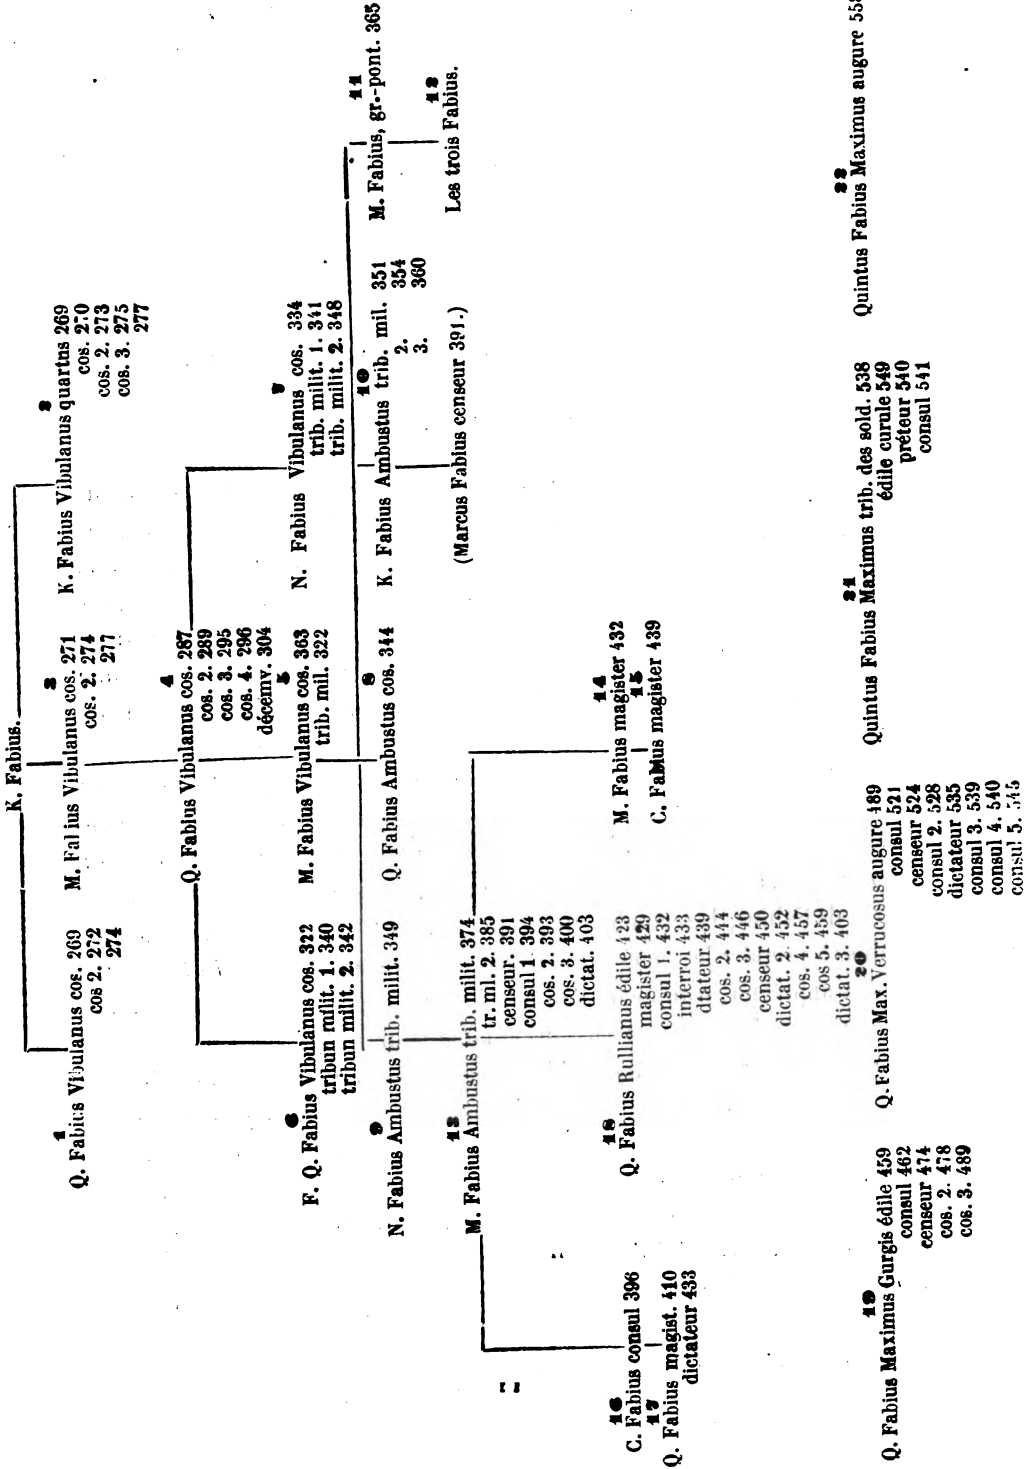 K. Fabius.
1
Q. Fabius Vibulanus cos. 269
cos 2. 272
274
2
M. Fabius Vibulanus cos. 271
cos. 2. 274
277
3
K. Fabius Vibulanus quartus 269
cos. 270
cos. 2. 273
cos. 3. 275
277
4
Q. Fabius Vibulanus cos. 287
cos. 2. 289
cos. 3. 295
cos. 4. 296
décemv. 304
6
F. Q. Fabius Vibulanus cos. 322
tribun milit. 1. 340
tribun milit. 2. 342
5
M. Fabius Vibulanus cos. 363
trib. mil. 322
7
N. Fabius Vibulanus cos. 334
trib. milit. 1. 341
trib. milit. 2. 348
9
N. Fabius Ambustus trib. milit. 349
8
Q. Fabius Ambustus cos. 344
10
K. Fabius Ambustus trib. mil. 351
2. 354
3. 360
(Marcus Fabius censeur 391.)
11
M. Fabius, gr.-pont. 365
12
Les trois Fabius.
13
M. Fabius Ambustus trib. milit. 374
tr. ml. 2. 385
censeur. 391
consul 1. 394
cos. 2. 393
cos. 3. 400
dictat. 403
16
C. Fabius consul 396
17
Q. Fabius magist. 410
dictateur 433
18
Q. Fabius Rullianus édile 423
magister 429
consul 1. 432
interroi 433
dtateur 439
cos. 2. 444
cos. 3. 446
censeur 450
dictat. 2. 452
cos. 4. 457
cos 5. 459
dictat. 3. 403
14
M. Fabius magister 432
15
C. Fabius magister 439
19
Q. Fabius Maximus Gurgis édile 459
consul 462
censeur 474
cos. 2. 478
cos. 3. 489
20
Q. Fabius Max. Verrucosus augure 489
consul 521
censeur 524
consul 2. 528
dictateur 535
consul 3. 539
consul 4. 540
consul 5. 545
21
Quintus Fabius Maximus trib. des sold. 538
édile curule 549
préteur 540
consul 541
22
Quintus Fabius Maximus augure